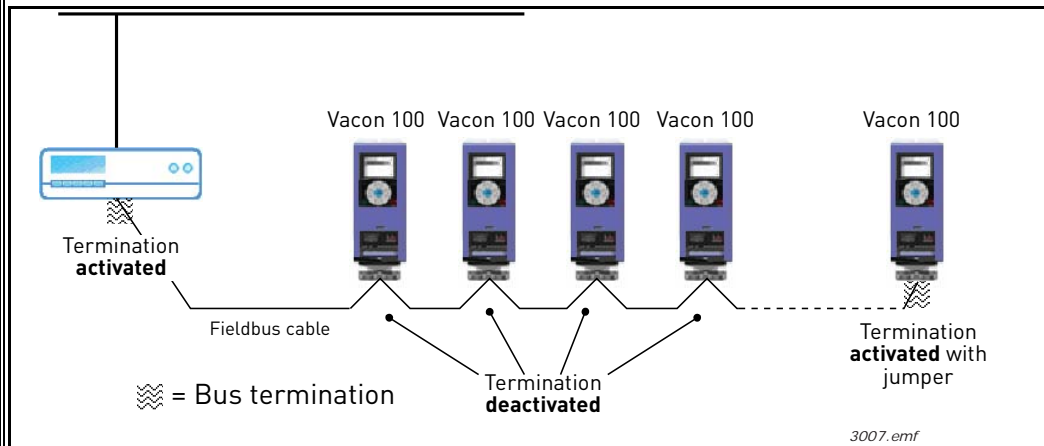 Vacon 100 Vacon 100 Vacon 100 Vacon 100 Vacon 100
Termination
activated
Fieldbus cable
Termination
deactivated
Termination
activated with
jumper
= Bus termination
3007.emf